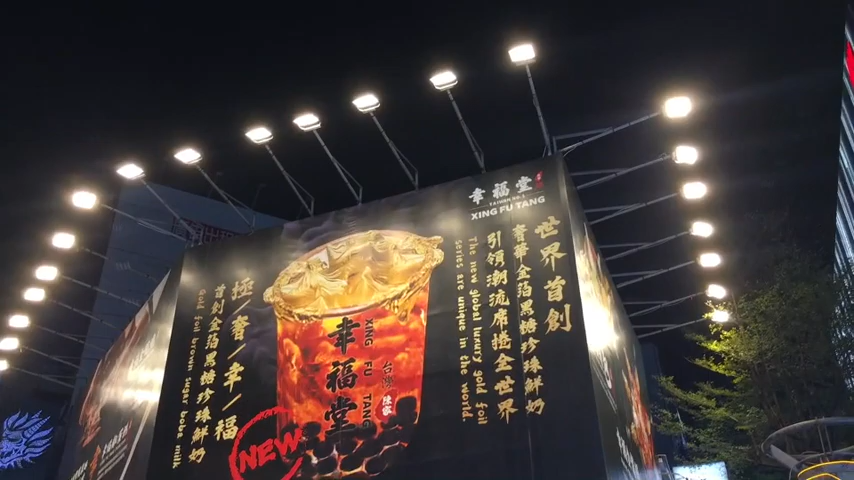 幸福堂
TAIWAN NO.1
XING FU TANG
世界首創
奢華金箔黑糖珍珠鮮奶
引領潮流席捲全世界
The new global luxury gold foil
series are unique in the world.
XING FU TANG
幸福堂
台灣
陳家
NEW
極/奢/幸/福
首創金箔黑糖珍珠鮮奶
Gold foil brown sugar boba milk